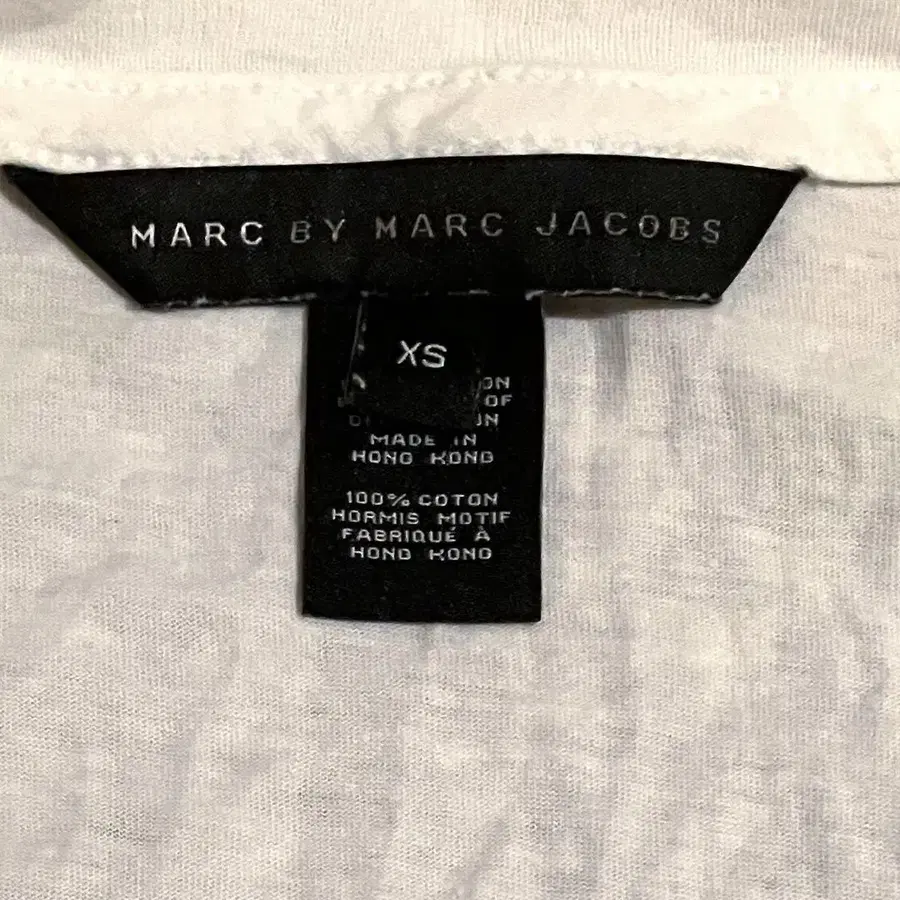 MARC BY MARC JACOBS
XS
MADE IN
HONG KONG
100% COTON
HORMIS MOTIF
FABRIQUÉ À
HONG KONG